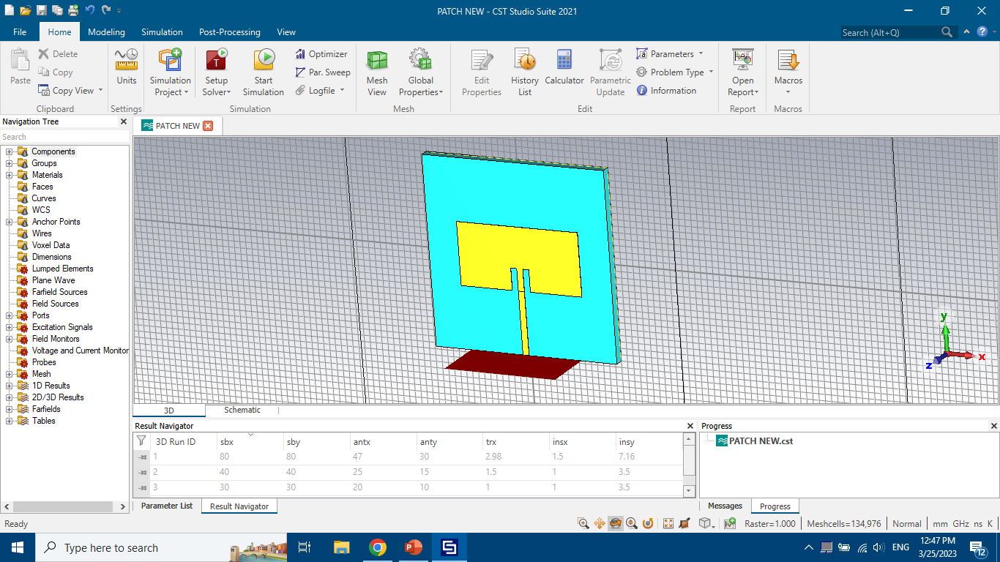 PATCH NEW - CST Studio Suite 2021
File Home Modeling Simulation Post-Processing View Search (Alt+Q)
Paste
Delete
Copy
Copy View
Clipboard
Units
Settings
Simulation Project
Setup Solver
Start Simulation
Optimizer
Par. Sweep
Logfile
Simulation
Mesh View
Global Properties
Mesh
Edit Properties
History List
Calculator
Parametric Update
Parameters
Problem Type
Information
Edit
Open Report
Report
Macros
Macros
Navigation Tree
Search
Components
Groups
Materials
Faces
Curves
WCS
Anchor Points
Wires
Voxel Data
Dimensions
Lumped Elements
Plane Wave
Farfield Sources
Field Sources
Ports
Excitation Signals
Field Monitors
Voltage and Current Monitor
Probes
Mesh
1D Results
2D/3D Results
Farfields
Tables
PATCH NEW
y
x
z
3D Schematic
Result Navigator
3D Run ID sbx sby antx anty trx insx insy
1 80 80 47 30 2.98 1.5 7.16
2 40 40 25 15 1.5 1 3.5
3 30 30 20 10 1 1 3.5
Parameter List Result Navigator
Progress
PATCH NEW.cst
Messages Progress
Ready Raster=1.000 Meshcells=134,976 Normal mm GHz ns K
Type here to search
ENG
12:47 PM
3/25/2023
12